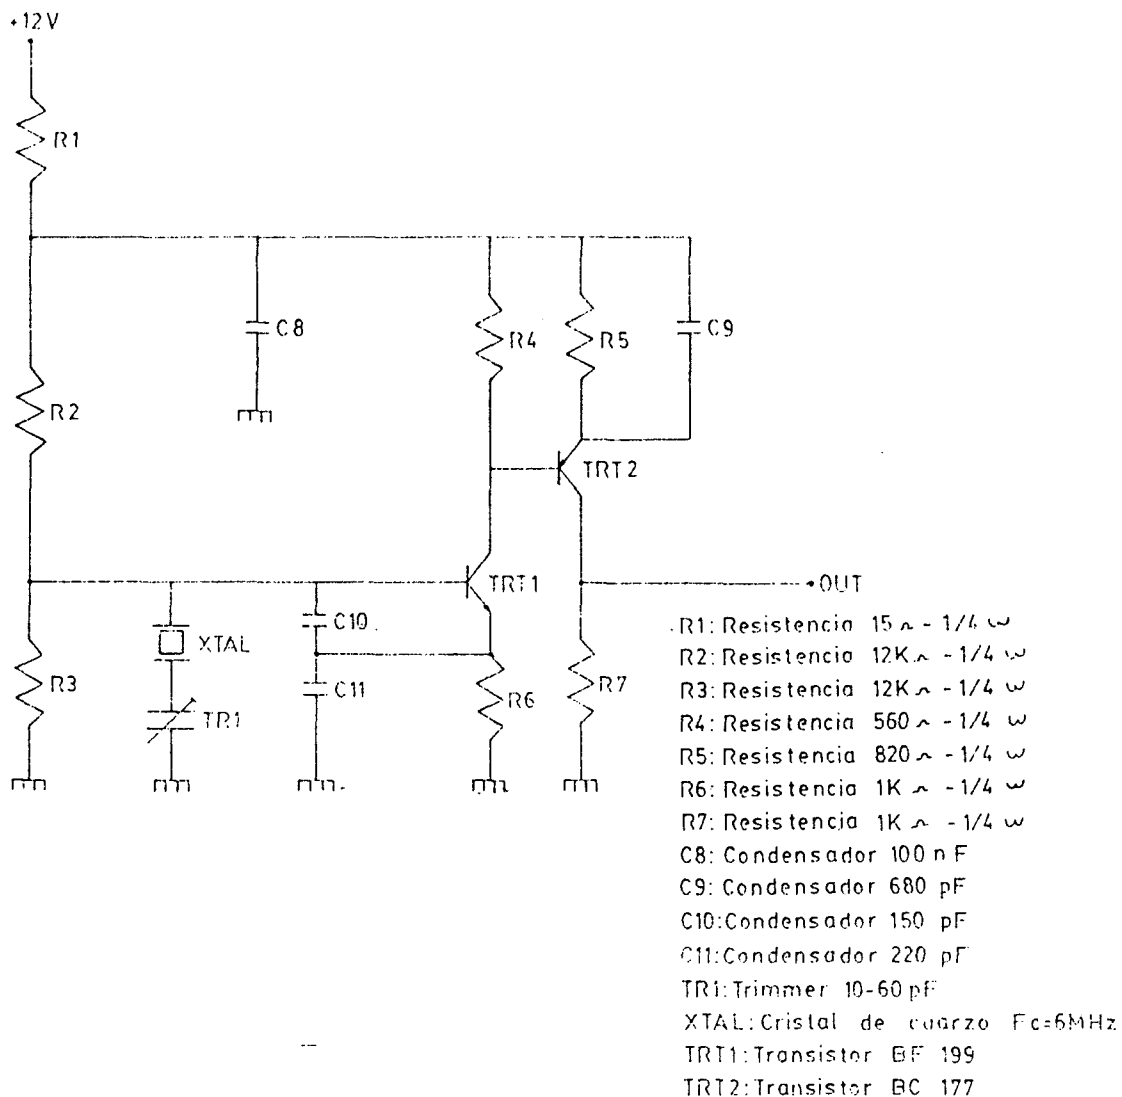 +12V
R1
C8
R4
R5
C9
R2
TRT2
TRT1
OUT
C10
XTAL
R3
C11
TR1
R6
R7
R1: Resistencia 15 Ω - 1/4 ω
R2: Resistencia 12K Ω - 1/4 ω
R3: Resistencia 12K Ω - 1/4 ω
R4: Resistencia 560 Ω - 1/4 ω
R5: Resistencia 820 Ω - 1/4 ω
R6: Resistencia 1K Ω - 1/4 ω
R7: Resistencia 1K Ω - 1/4 ω
C8: Condensador 100 nF
C9: Condensador 680 pF
C10: Condensador 150 pF
C11: Condensador 220 pF
TR1: Trimmer 10-60 pF
XTAL: Cristal de cuarzo Fc=6MHz
TRT1: Transistor BF 199
TRT2: Transistor BC 177